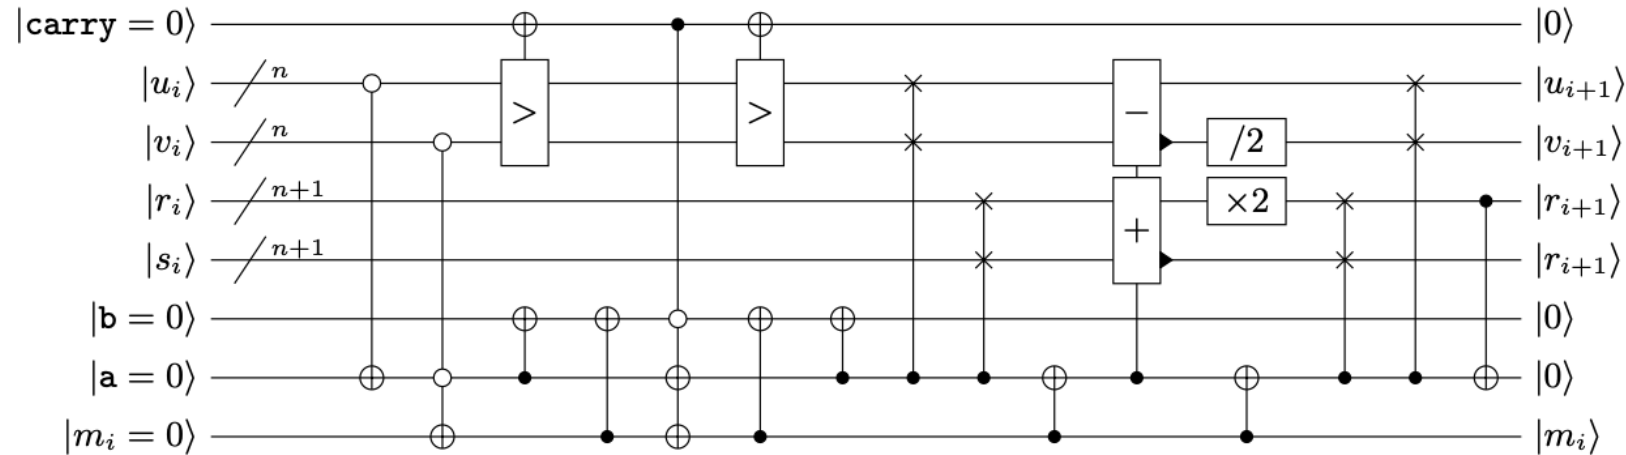 |carry = 0⟩ |0⟩
|u_i⟩ n |u_{i+1}⟩
> > −
|v_i⟩ n /2 |v_{i+1}⟩
|r_i⟩ n+1 ×2 |r_{i+1}⟩
+
|s_i⟩ n+1 |r_{i+1}⟩
|b = 0⟩ |0⟩
|a = 0⟩ |0⟩
|m_i = 0⟩ |m_i⟩